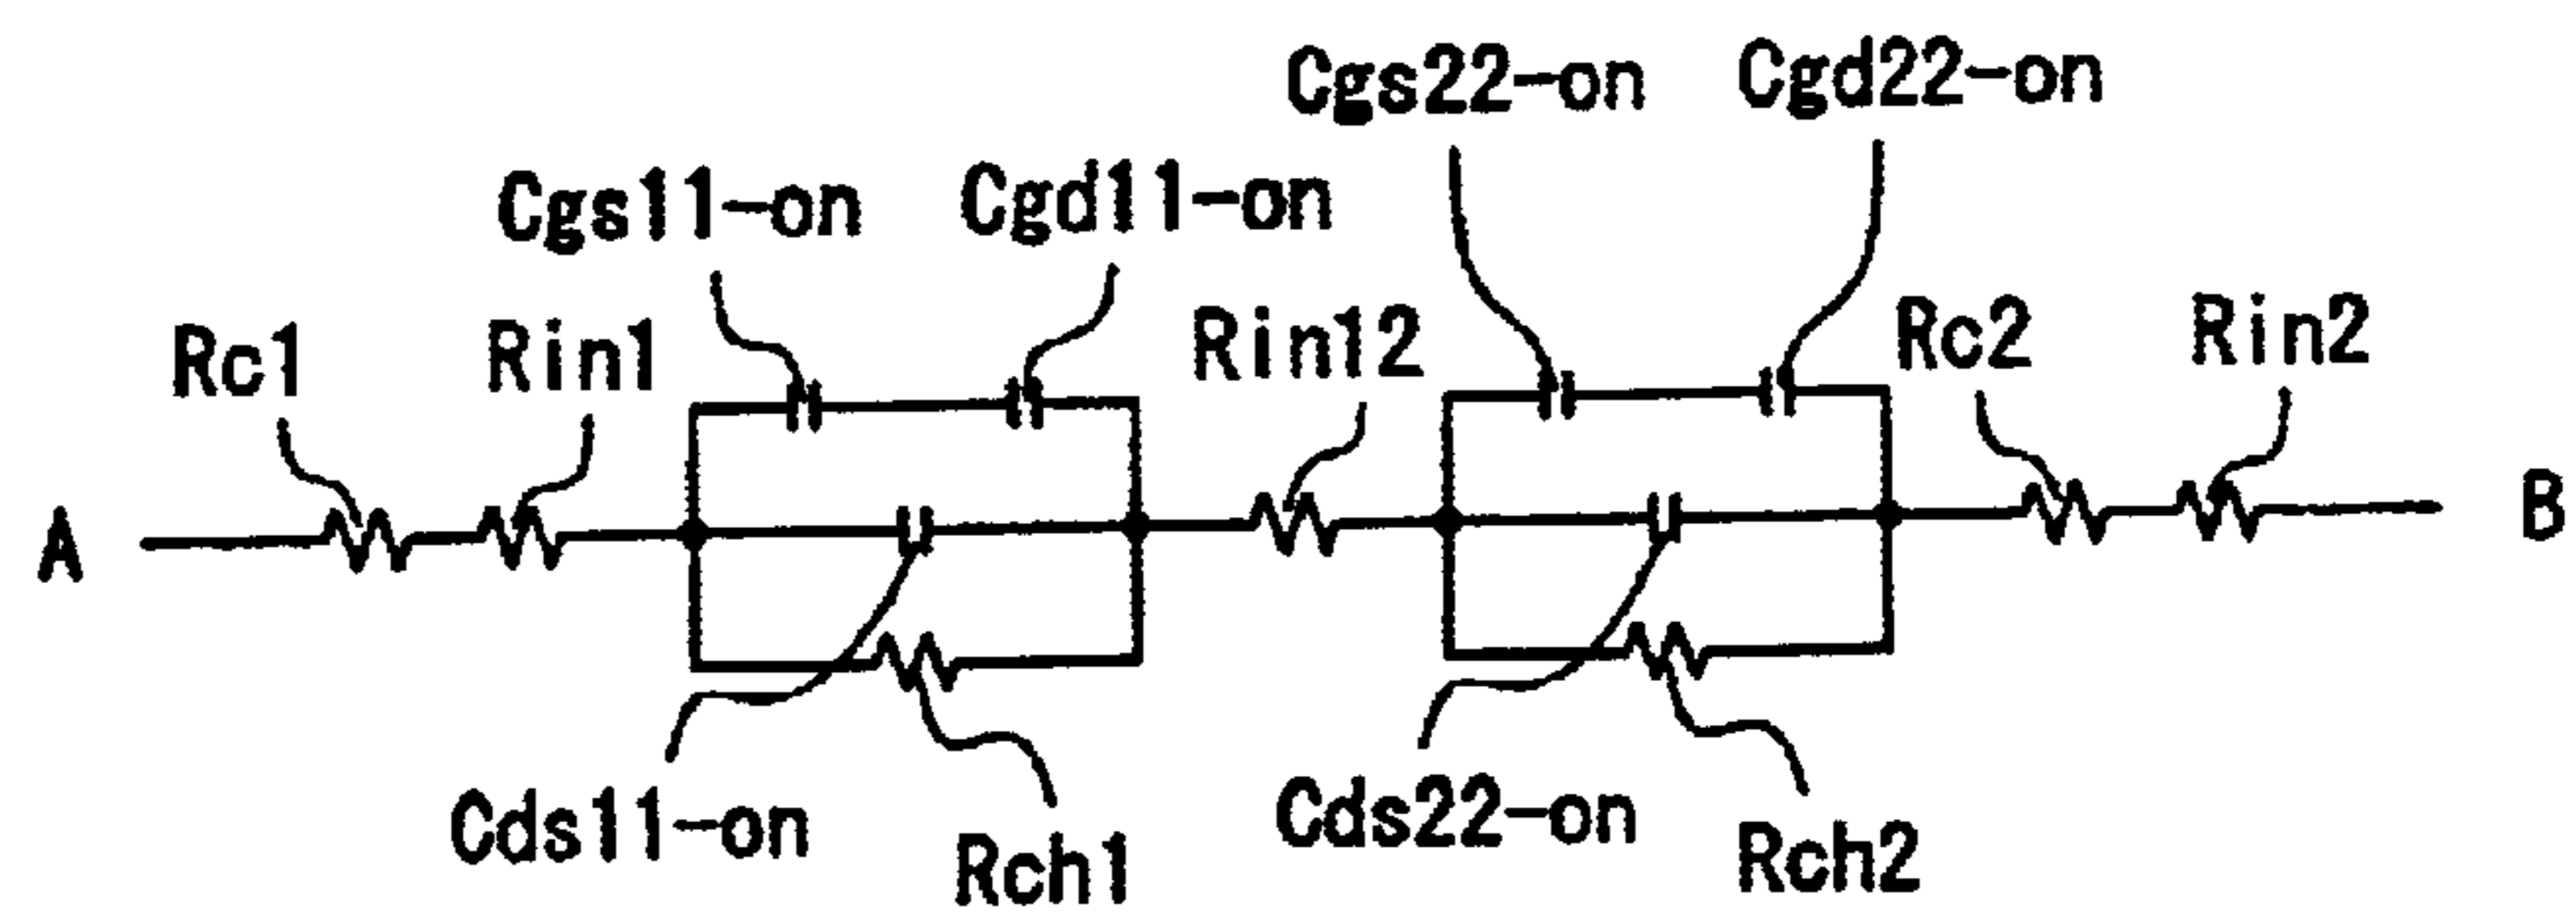 Cgs22-on Cgd22-on
Cgs11-on Cgd11-on
Rc1 Rin1 Rin12 Rc2 Rin2
A B
Cds11-on Rch1 Cds22-on Rch2